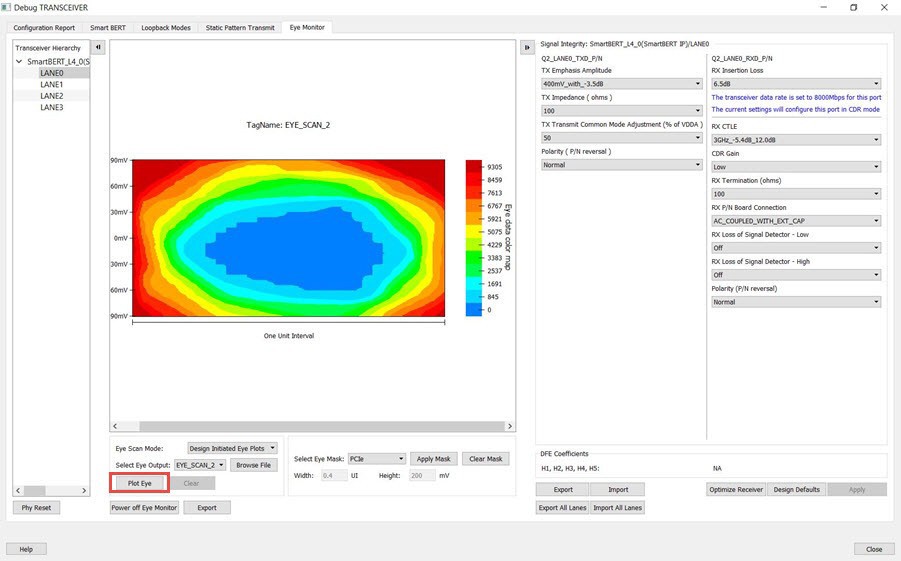 Debug TRANSCEIVER
Configuration Report
Smart BERT
Loopback Modes
Static Pattern Transmit
Eye Monitor
Transceiver Hierarchy
SmartBERT_L4_0(S
LANE0
LANE1
LANE2
LANE3
Phy Reset
TagName: EYE_SCAN_2
90mV
60mV
30mV
0mV
30mV
60mV
90mV
One Unit Interval
9305
8459
7613
6767
5921
5075
4229
3383
2537
1691
845
0
Eye data color map
Eye Scan Mode: Design Initiated Eye Plots
Select Eye Output: EYE_SCAN_2 Browse File
Plot Eye Clear
Power off Eye Monitor Export
Select Eye Mask: PCIe Apply Mask Clear Mask
Width: 0.4 UI Height: 200 mV
Signal Integrity: SmartBERT_L4_0(SmartBERT IP)/LANE0
Q2_LANE0_TXD_P/N
TX Emphasis Amplitude
400mV_with_-3.5dB
TX Impedance ( ohms )
100
TX Transmit Common Mode Adjustment (% of VDDA )
50
Polarity ( P/N reversal )
Normal
Q2_LANE0_RXD_P/N
RX Insertion Loss
6.5dB
The transceiver data rate is set to 8000Mbps for this port
The current settings will configure this port in CDR mode
RX CTLE
3GHz_-5.4dB_12.0dB
CDR Gain
Low
RX Termination (ohms)
100
RX P/N Board Connection
AC_COUPLED_WITH_EXT_CAP
RX Loss of Signal Detector - Low
Off
RX Loss of Signal Detector - High
Off
Polarity (P/N reversal)
Normal
DFE Coefficients
H1, H2, H3, H4, H5: NA
Export Import Optimize Receiver Design Defaults Apply
Export All Lanes Import All Lanes
Help
Close